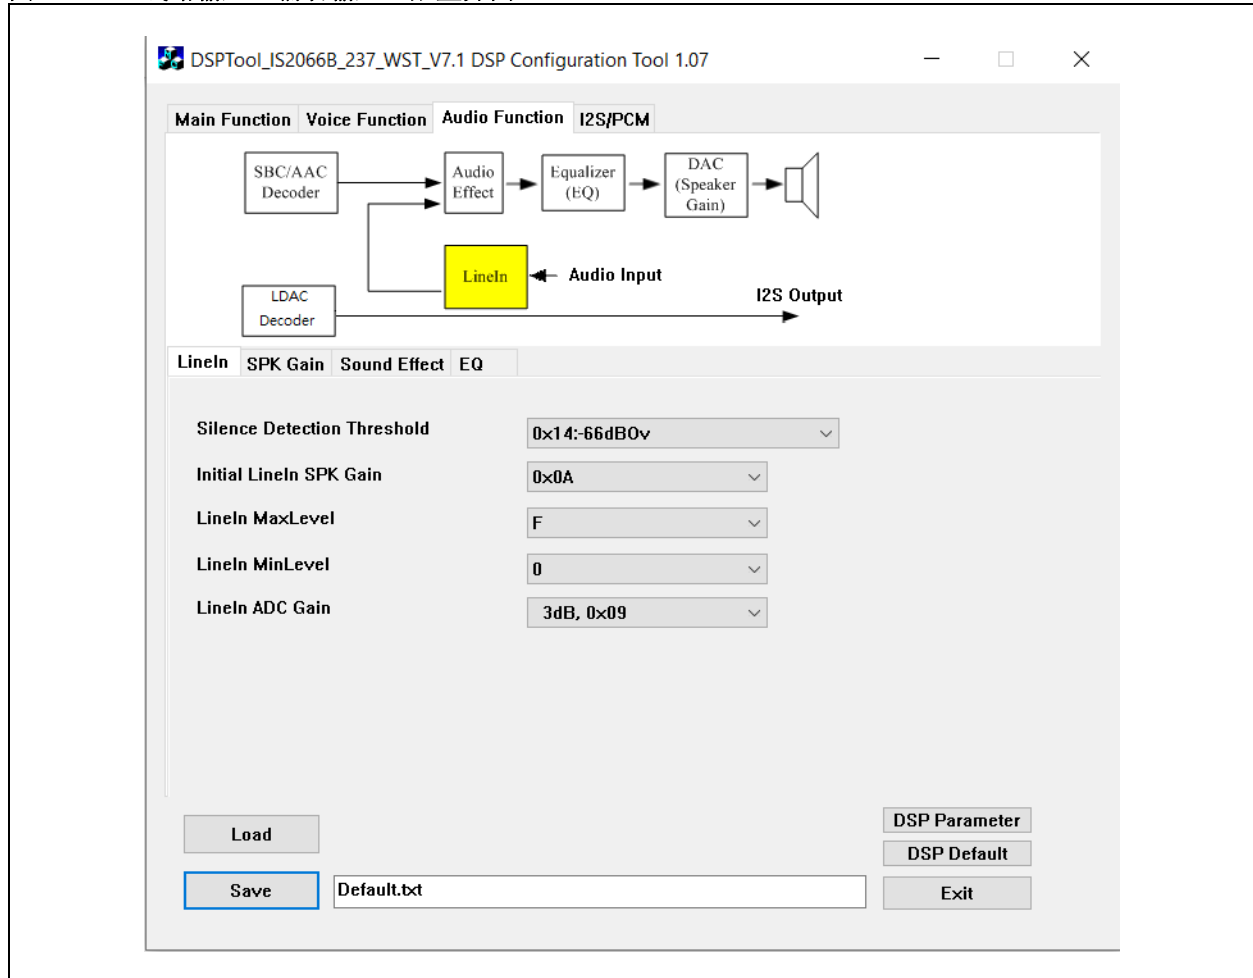 DSPTool_IS2066B_237_WST_V7.1 DSP Configuration Tool 1.07
Main Function Voice Function Audio Function I2S/PCM
SBC/AAC
Decoder
Audio
Effect
Equalizer
(EQ)
DAC
(Speaker
Gain)
LineIn
Audio Input
LDAC
Decoder
I2S Output
LineIn SPK Gain Sound Effect EQ
Silence Detection Threshold 0x14:-66dBOv
Initial LineIn SPK Gain 0x0A
LineIn MaxLevel F
LineIn MinLevel 0
LineIn ADC Gain 3dB, 0x09
Load
DSP Parameter
DSP Default
Save Default.txt Exit